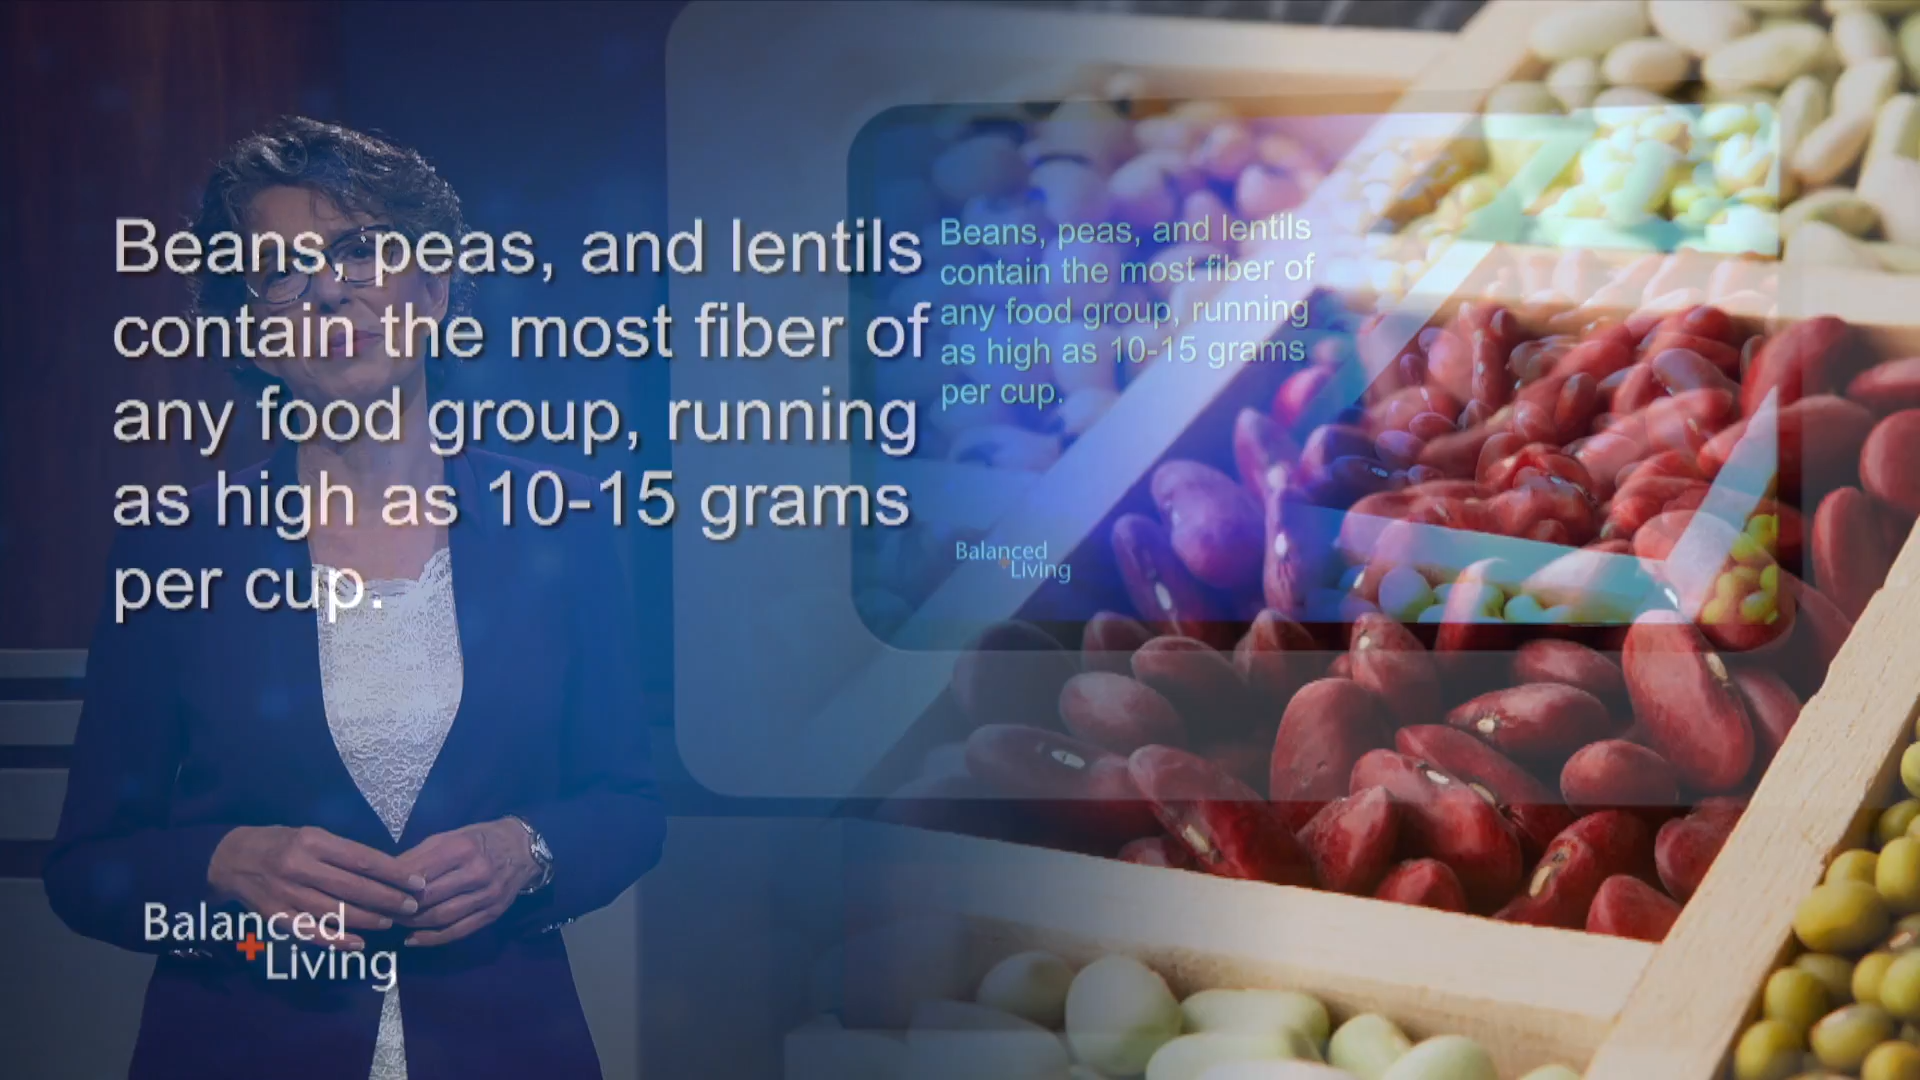 Beans, peas, and lentils
contain the most fiber of
any food group, running
as high as 10-15 grams
per cup.
Beans, peas, and lentils
contain the most fiber of
any food group, running
as high as 10-15 grams
per cup.
Balanced
Living
Balanced
Living